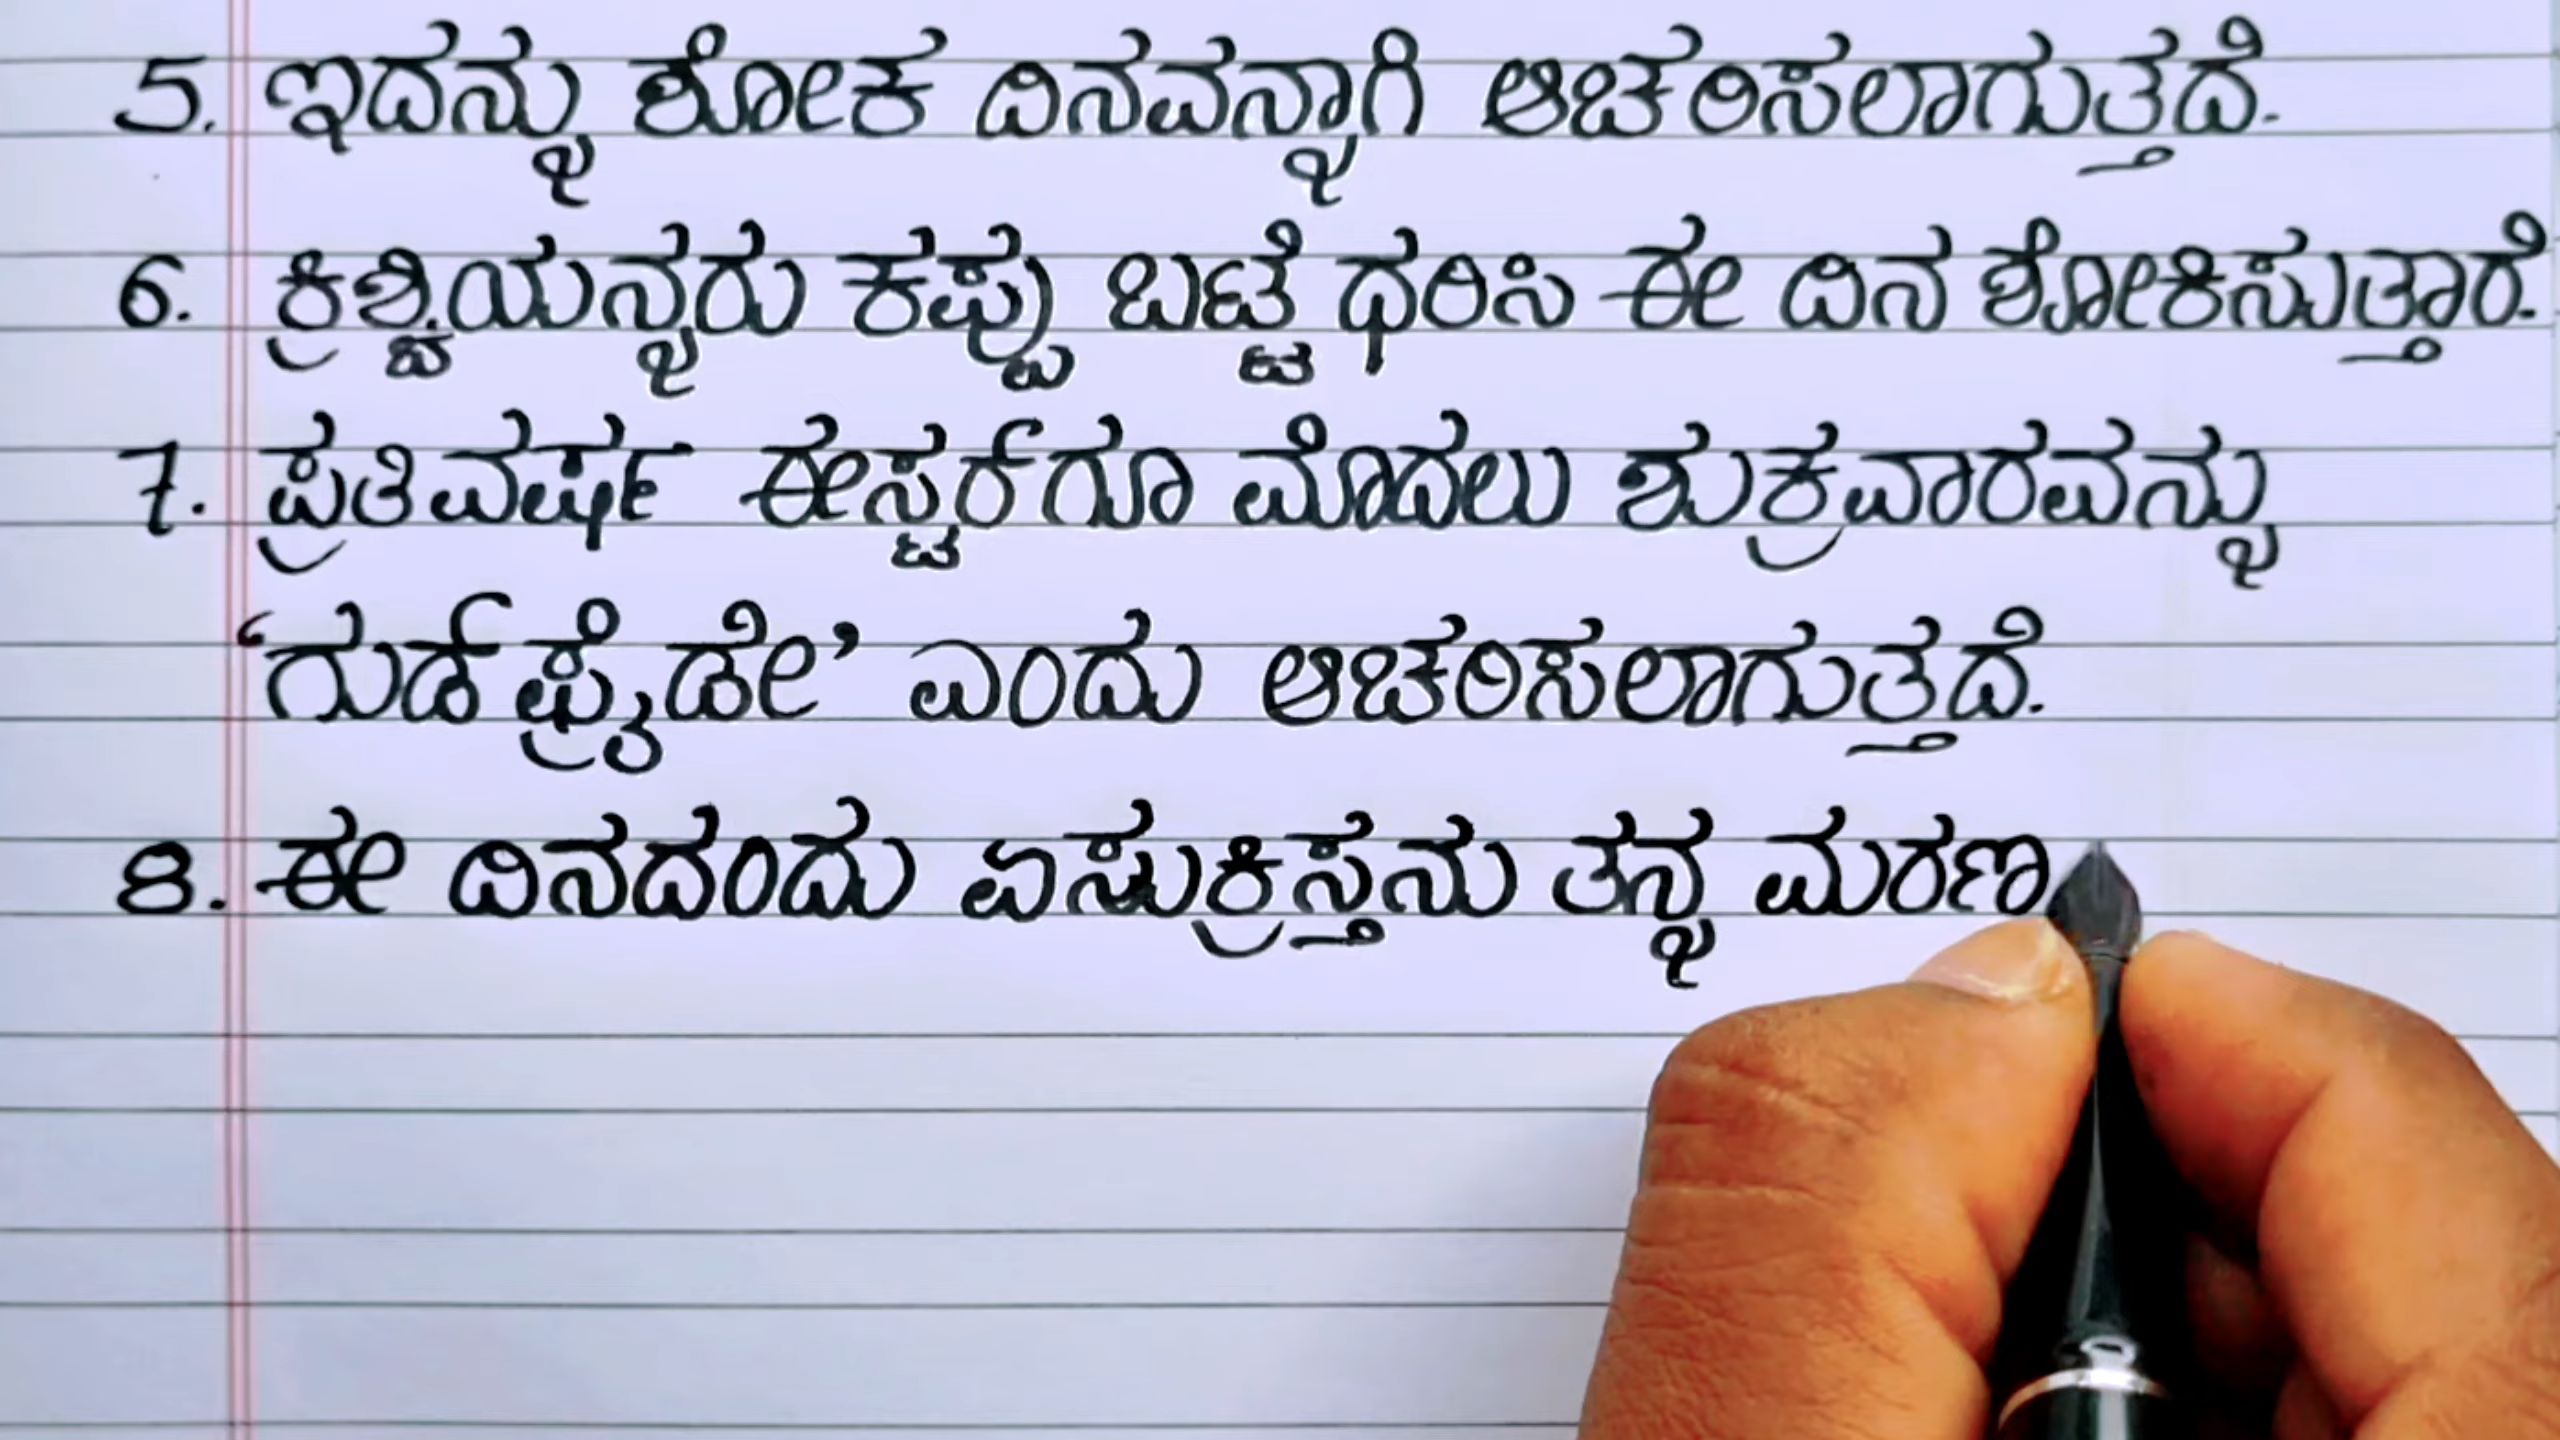 5. ಇದನ್ನು ಶೋಕ ದಿನವನ್ನಾಗಿ ಆಚರಿಸಲಾಗುತ್ತದೆ.
6. ಕ್ರಿಶ್ಚಿಯನ್ನರು ಕಪ್ಪು ಬಟ್ಟೆ ಧರಿಸಿ ಈ ದಿನ ಶೋಕಿಸುತ್ತಾರೆ.
7. ಪ್ರತಿವರ್ಷ ಈಸ್ಟರ್‌ಗೂ ಮೊದಲು ಶುಕ್ರವಾರವನ್ನು
‘ಗುಡ್ ಫ್ರೈಡೇ’ ಎಂದು ಆಚರಿಸಲಾಗುತ್ತದೆ.
8. ಈ ದಿನದಂದು ಏಸುಕ್ರಿಸ್ತನು ತನ್ನ ಮರಣ